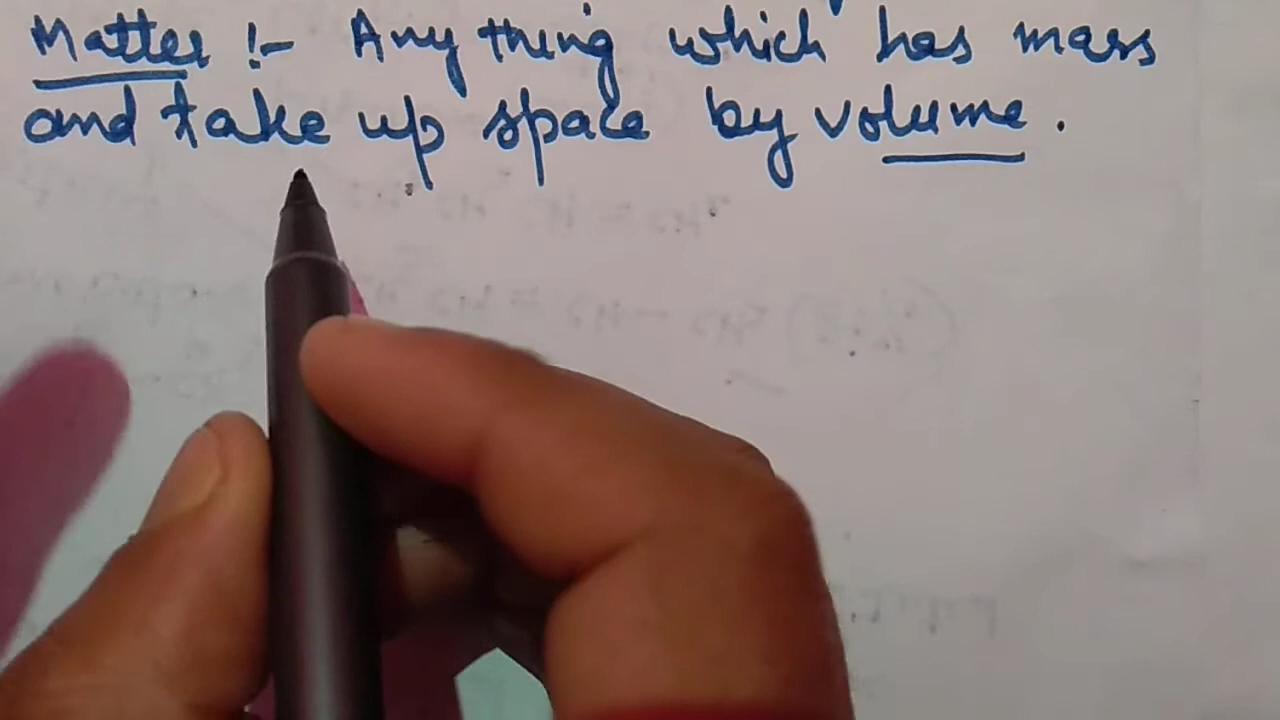 Matter :- Any thing which has mass
and take up space by volume.